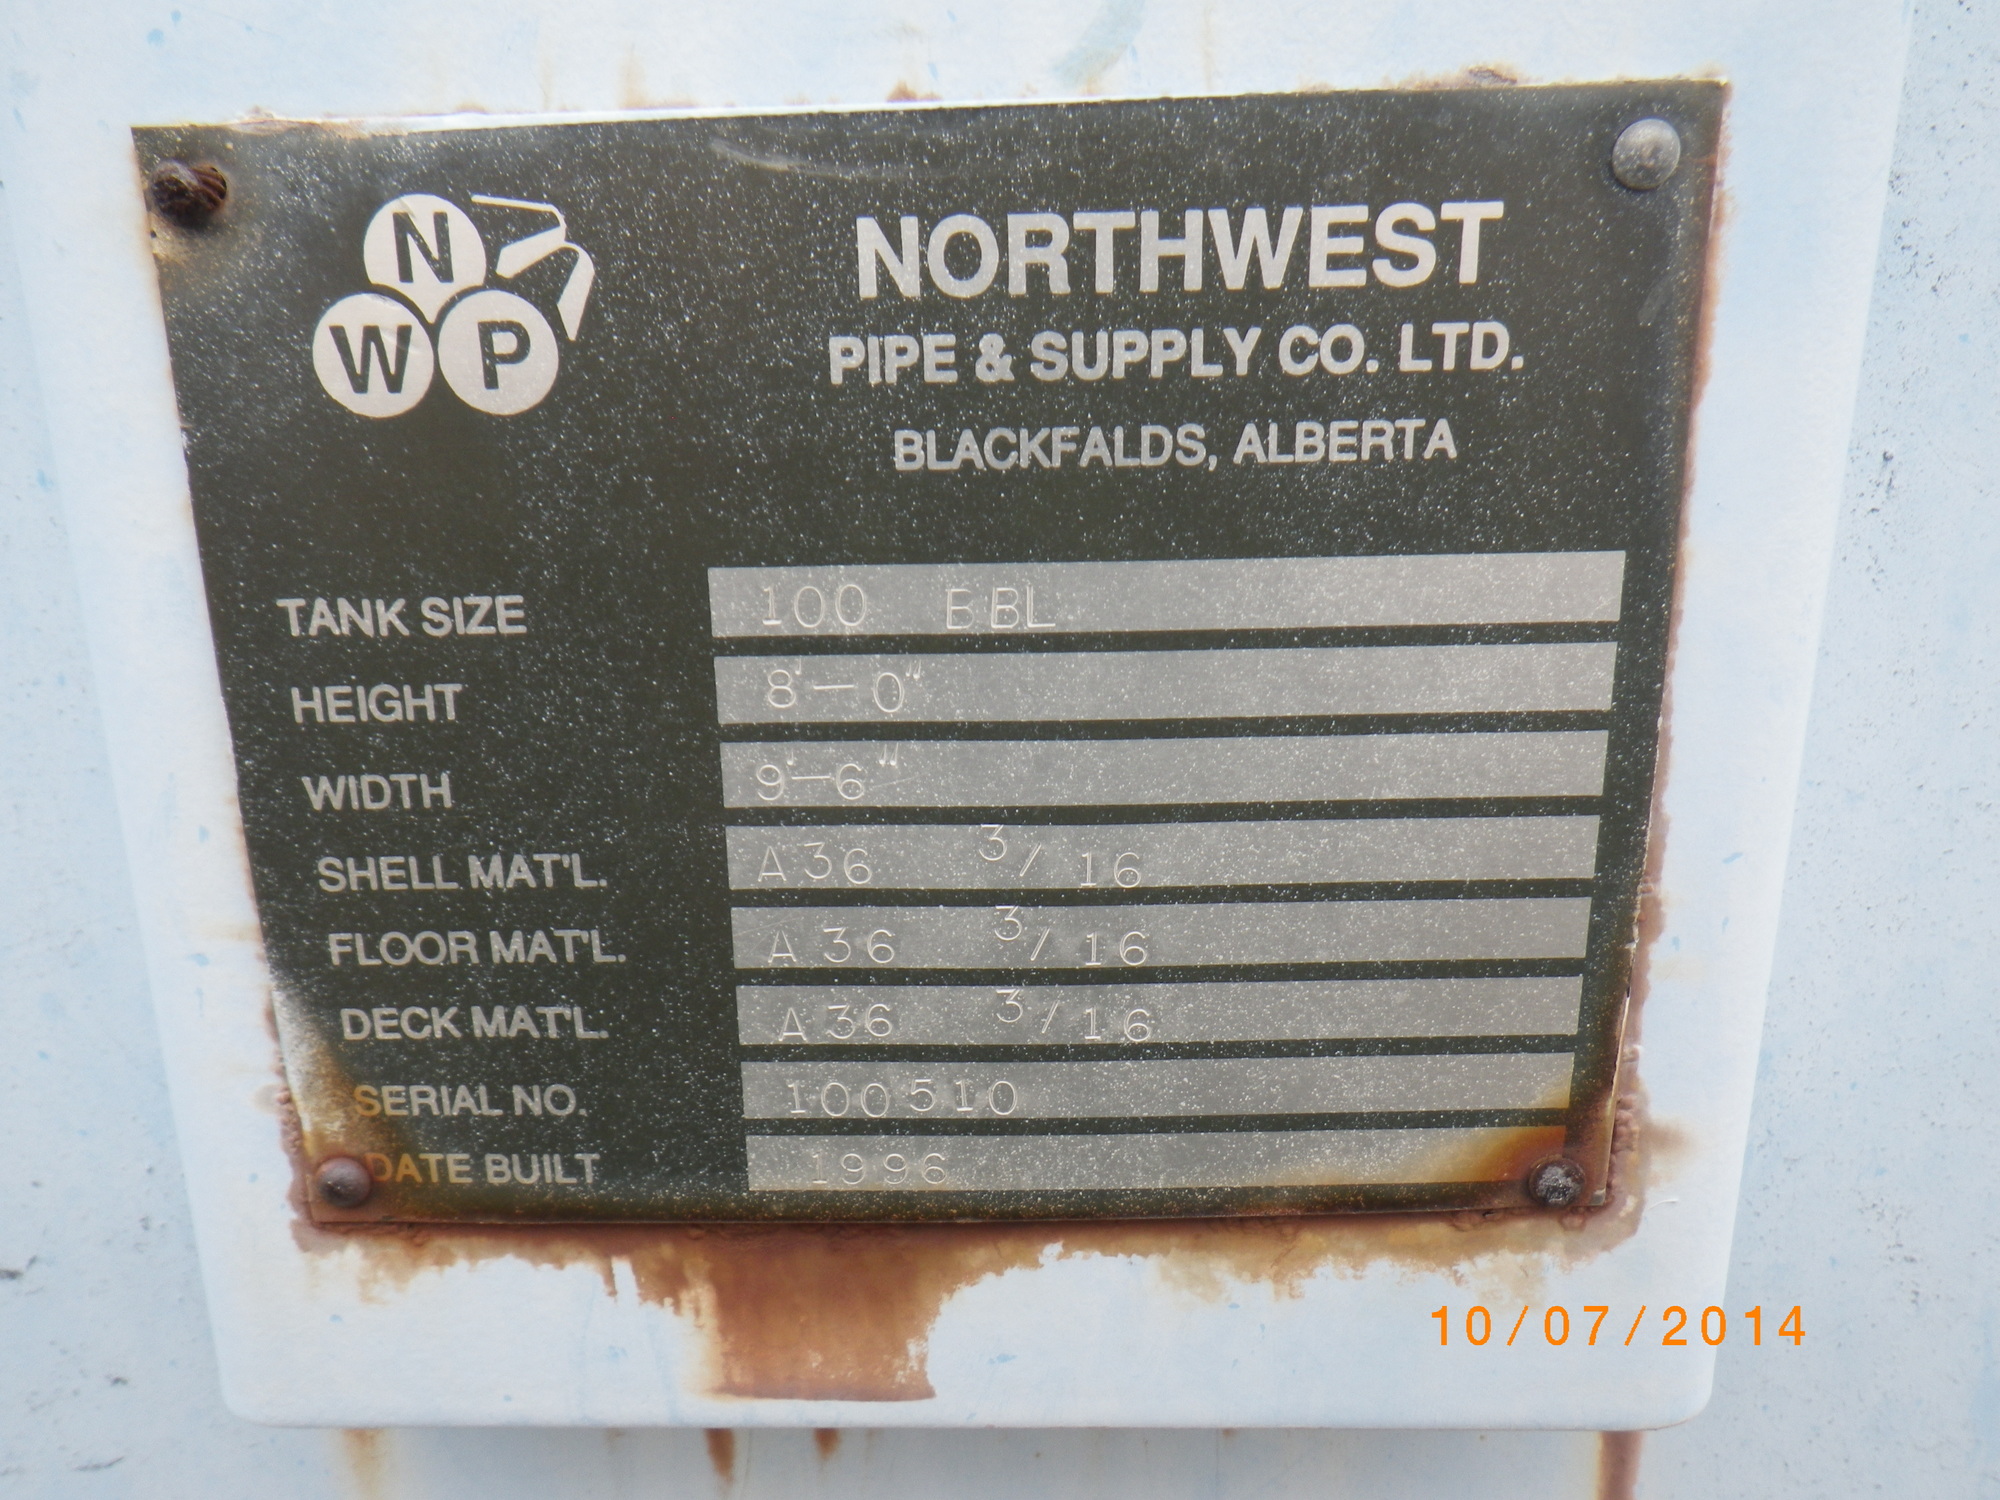 N
W P
NORTHWEST
PIPE & SUPPLY CO. LTD.
BLACKFALDS, ALBERTA
TANK SIZE 100 BBL
HEIGHT 8'-0"
WIDTH 9'-6"
SHELL MAT'L. A36 3/16
FLOOR MAT'L. A36 3/16
DECK MAT'L. A36 3/16
SERIAL NO. 100510
DATE BUILT 1996
10/07/2014